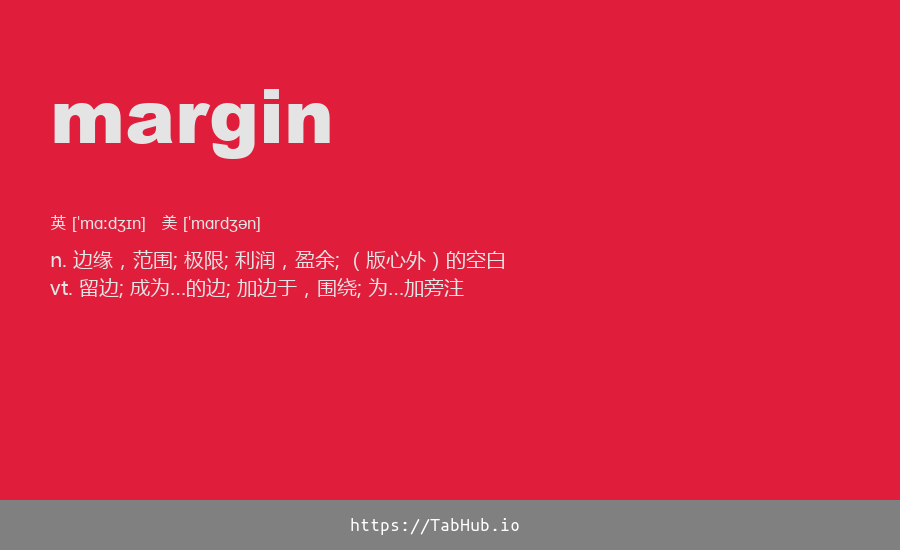 margin
英 [ˈmɑːdʒɪn] 美 [ˈmɑrdʒən]
n. 边缘，范围; 极限; 利润，盈余; （版心外）的空白
vt. 留边; 成为…的边; 加边于，围绕; 为…加旁注
https://TabHub.io